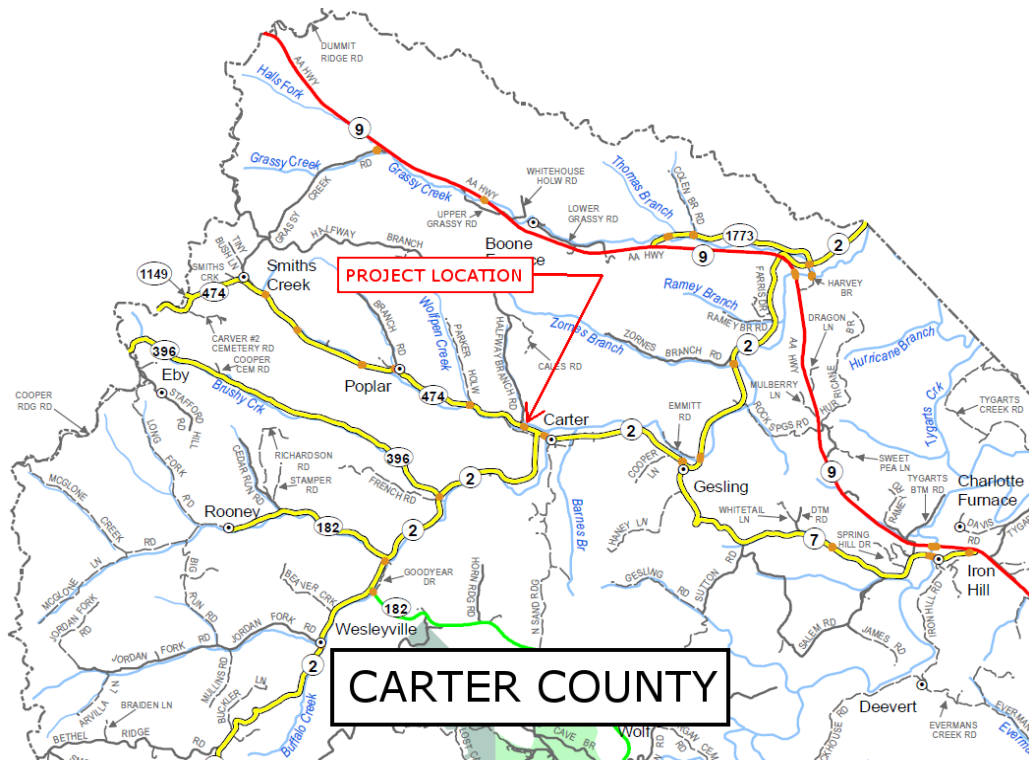 DUMMIT
RIDGE RD
AA HWY
Halls Fork
9
Grassy Creek
GRASSY CREEK RD
Grassy Creek
AA HWY
WHITEHOUSE
HOLW RD
UPPER
GRASSY RD
LOWER
GRASSY RD
Boone
Thomas Branch
COLEN BR RD
1773
2
AA HWY
9
HARVEY
BR
FARRIS DR
TINY
BUSH LN
SMITHS
CRK
Smiths
Creek
HALFWAY BRANCH
BRANCH RD
PROJECT LOCATION
1149
474
CARVER #2
CEMETERY RD
COOPER
CEM RD
396
Eby
Brushy Crk
STAFFORD HILL
COOPER
RDG RD
Poplar
474
Wolfpen Creek
PARKER HOLW
HALFWAY BRANCH RD
CALES RD
Zornes Branch
ZORNES BRANCH RD
Ramey Branch
RAMEY BR RD
2
AA HWY
DRAGON
LN
HURRICANE BR
Hurricane Branch
MULBERRY
LN
ROCK SPGS RD
Tygarts Crk
TYGARTS
CREEK RD
SWEET
PEA LN
Carter
2
EMMITT
RD
COOPER LN
Gesling
Barnes Br
HANEY LN
WHITETAIL
LN
DTM
RD
7
SPRING
HILL DR
9
RAMEY RD
TYGARTS
BTM RD
Charlotte
Furnace
DAVIS RD
TYGART
Iron
Hill
IRON HILL RD
LONG FORK RD
CEDAR RUN RD
RICHARDSON
RD
STAMPER
RD
396
FRENCH RD
2
MCGLONE CREEK RD
Rooney
182
2
GOODYEAR
DR
182
BEAVER CRK
HORN RDG RD
N SAND RDG
GESLING RD
SUTTON RD
SALEM RD
JAMES RD
MCGLONE
JORDAN FORK
RD
BIG RUN RD
JORDAN FORK RD
JORDAN FORK RD
Wesleyville
2
MULLINS RD
BUCKLER LN
ARVILLA LN
BRAIDEN LN
BETHEL RIDGE RD
Buffalo Creek
CARTER COUNTY
Deevert
EVERMANS
CREEK RD
Wolf
CAVE BR